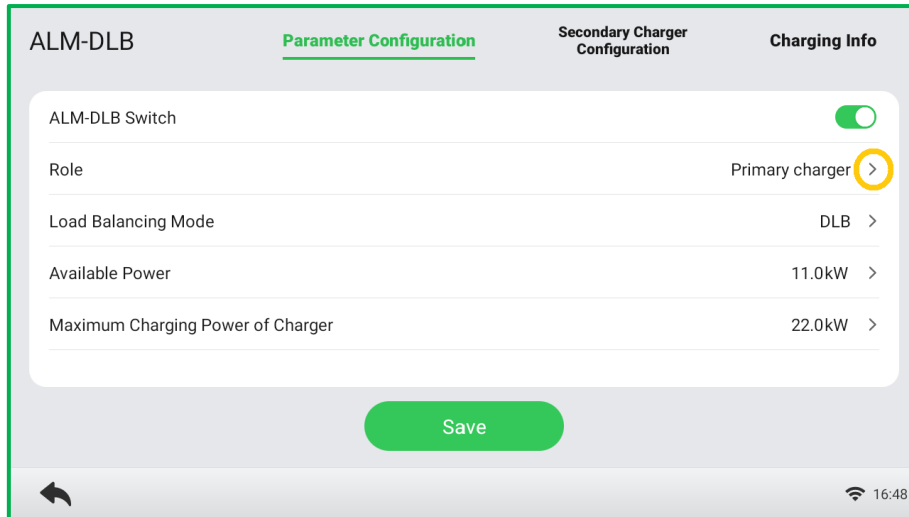 ALM-DLB
Parameter Configuration
Secondary Charger
Configuration
Charging Info
ALM-DLB Switch
Role
Primary charger
Load Balancing Mode
DLB
Available Power
11.0kW
Maximum Charging Power of Charger
22.0kW
Save
16:48